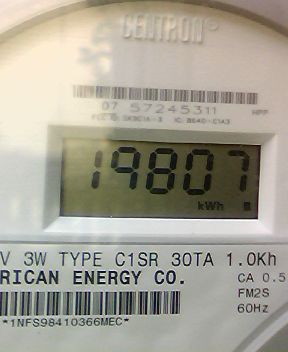 CENTRON®
07 57245311 HPF
19807
kWh
V 3W TYPE C1SR 30TA 1.0Kh
RICAN ENERGY CO.
CA 0.5
FM2S
60Hz
*1NFS98410366MEC*